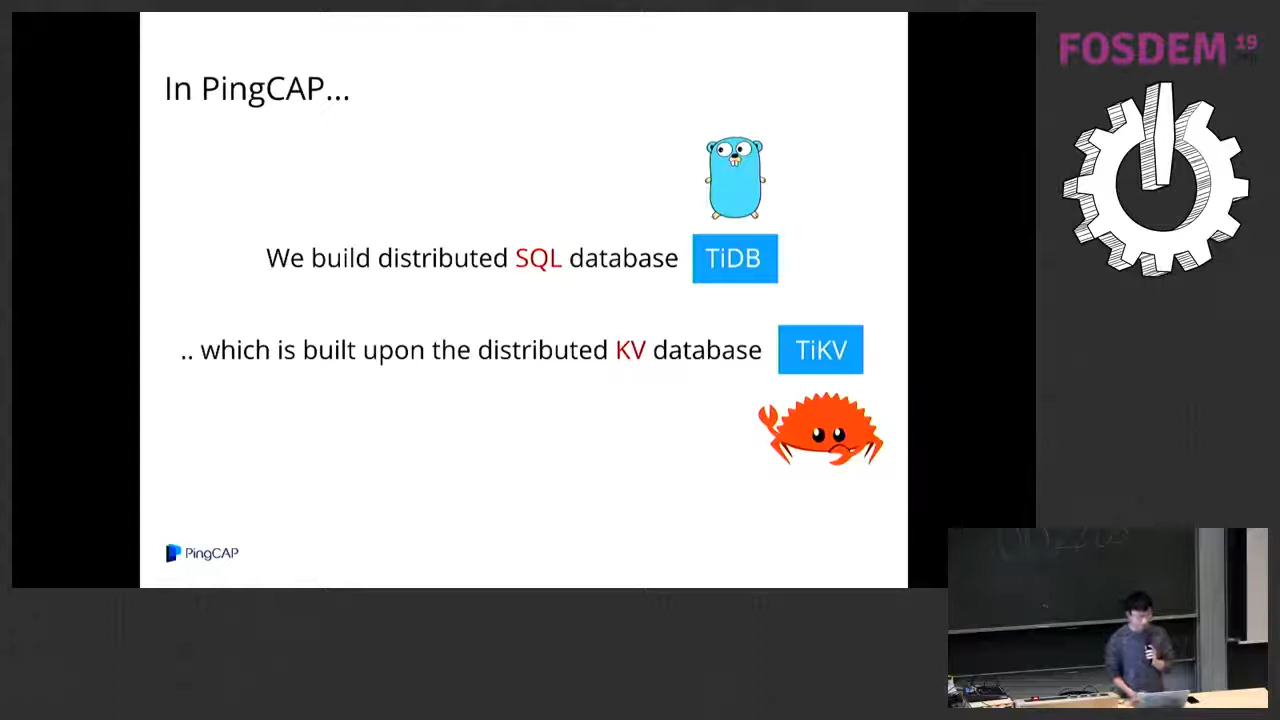 In PingCAP...
We build distributed SQL database TiDB
.. which is built upon the distributed KV database TiKV
PingCAP
FOSDEM 19